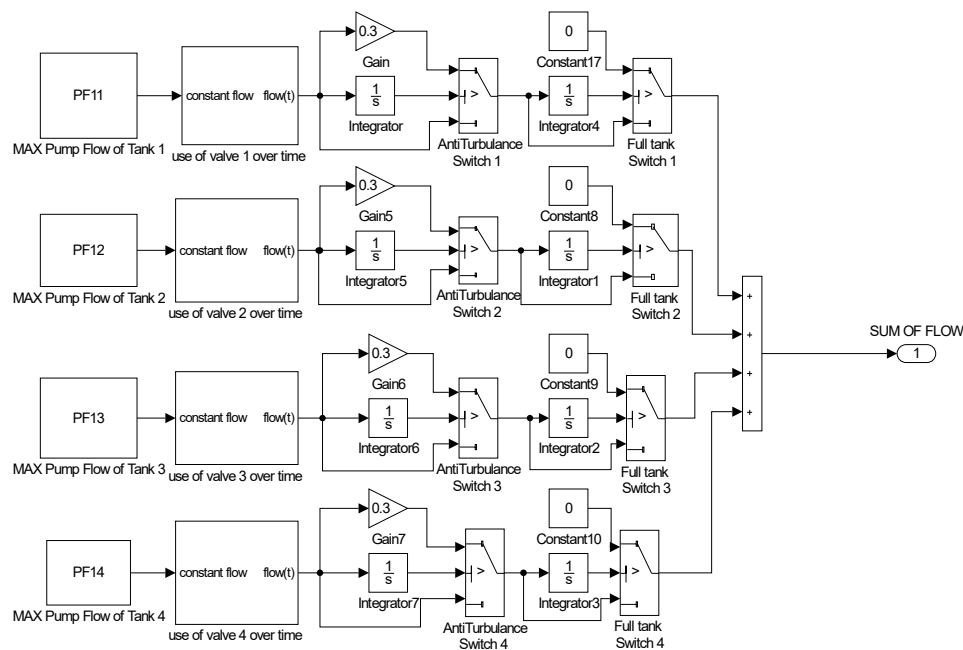 0.3
Gain
0
Constant17
PF11
constant flow flow(t)
1
s
Integrator
>
1
s
Integrator4
>
MAX Pump Flow of Tank 1
use of valve 1 over time
AntiTurbulance
Switch 1
Full tank
Switch 1
0.3
Gain5
0
Constant8
PF12
constant flow flow(t)
1
s
Integrator5
>
1
s
Integrator1
>
MAX Pump Flow of Tank 2
use of valve 2 over time
AntiTurbulance
Switch 2
Full tank
Switch 2
+
+
+
+
SUM OF FLOW
1
0.3
Gain6
0
Constant9
PF13
constant flow flow(t)
1
s
Integrator6
>
1
s
Integrator2
>
MAX Pump Flow of Tank 3
use of valve 3 over time
AntiTurbulance
Switch 3
Full tank
Switch 3
0.3
Gain7
0
Constant10
PF14
constant flow flow(t)
1
s
Integrator7
>
1
s
Integrator3
>
MAX Pump Flow of Tank 4
use of valve 4 over time
AntiTurbulance
Switch 4
Full tank
Switch 4